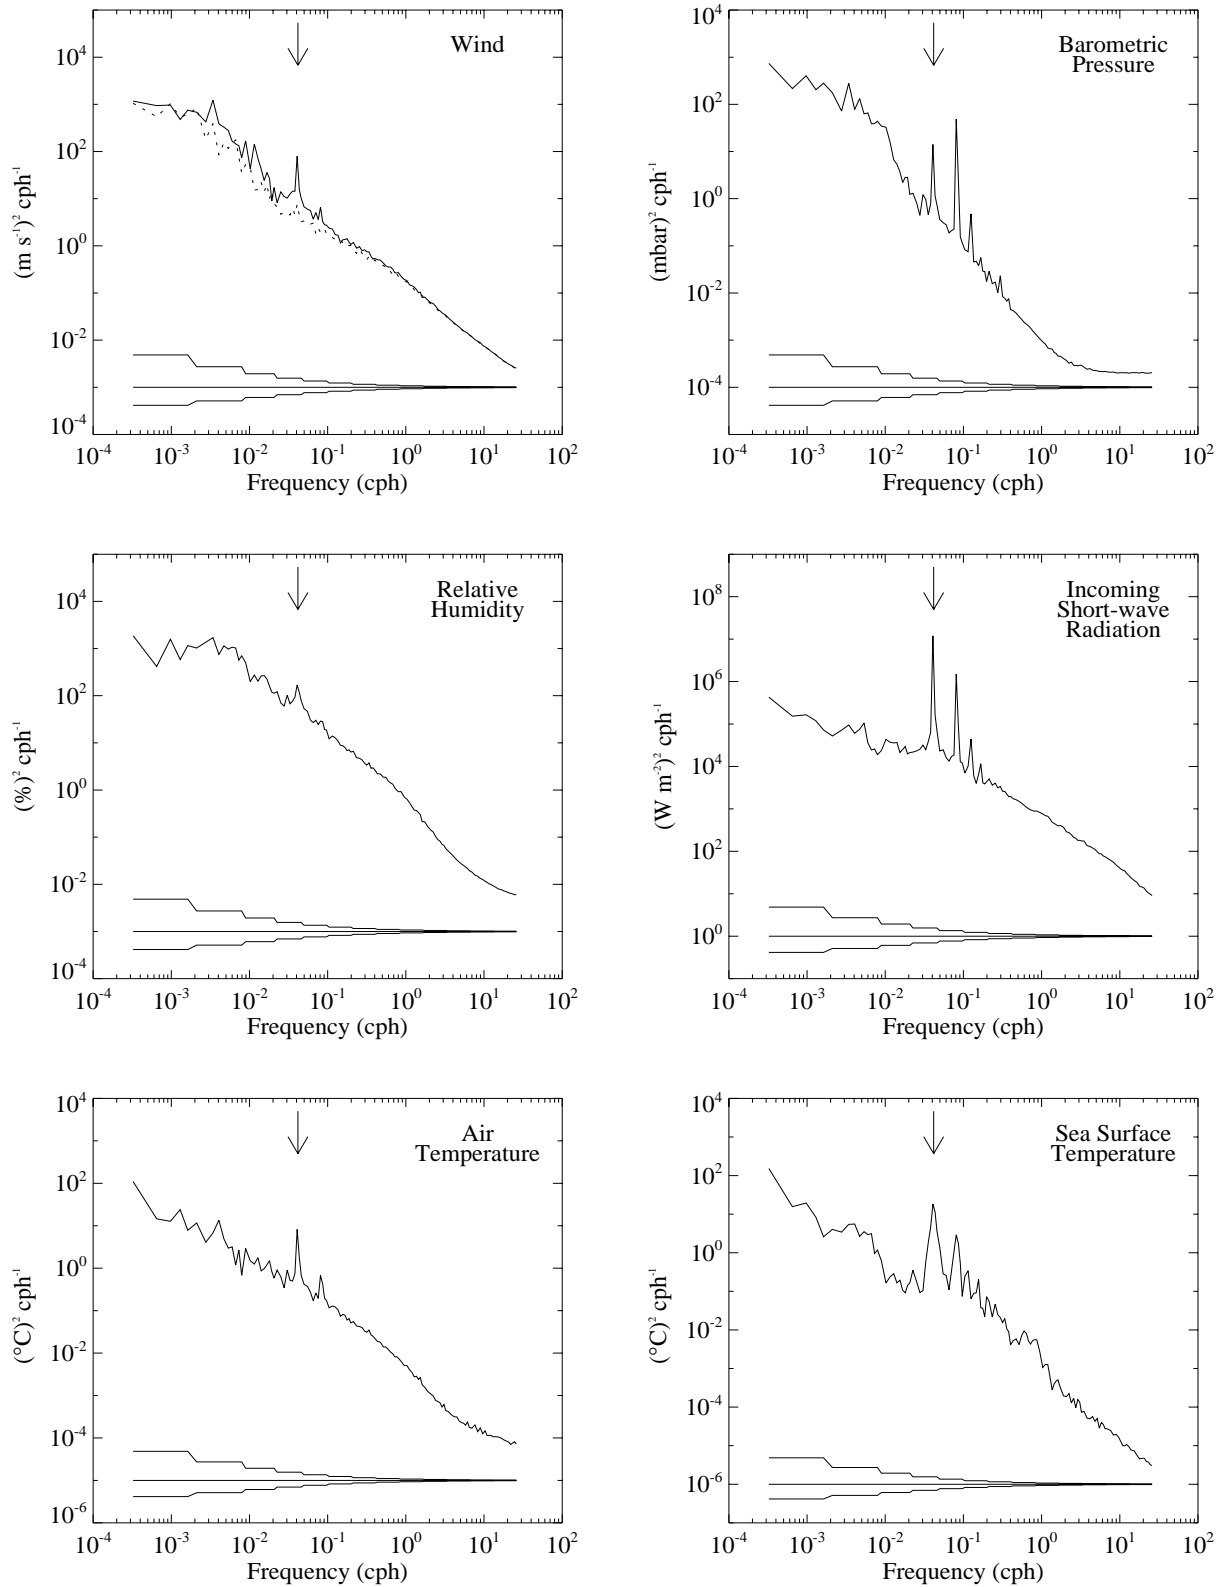 Wind
10⁴
10²
10⁰
10⁻²
10⁻⁴
(m s⁻¹)² cph⁻¹
10⁻⁴ 10⁻³ 10⁻² 10⁻¹ 10⁰ 10¹ 10²
Frequency (cph)
Barometric
Pressure
10⁴
10²
10⁰
10⁻²
10⁻⁴
(mbar)² cph⁻¹
10⁻⁴ 10⁻³ 10⁻² 10⁻¹ 10⁰ 10¹ 10²
Frequency (cph)
Relative
Humidity
10⁴
10²
10⁰
10⁻²
10⁻⁴
(%)² cph⁻¹
10⁻⁴ 10⁻³ 10⁻² 10⁻¹ 10⁰ 10¹ 10²
Frequency (cph)
Incoming
Short-wave
Radiation
10⁸
10⁶
10⁴
10²
10⁰
(W m⁻²)² cph⁻¹
10⁻⁴ 10⁻³ 10⁻² 10⁻¹ 10⁰ 10¹ 10²
Frequency (cph)
Air
Temperature
10⁴
10²
10⁰
10⁻²
10⁻⁴
10⁻⁶
(°C)² cph⁻¹
10⁻⁴ 10⁻³ 10⁻² 10⁻¹ 10⁰ 10¹ 10²
Frequency (cph)
Sea Surface
Temperature
10⁴
10²
10⁰
10⁻²
10⁻⁴
10⁻⁶
(°C)² cph⁻¹
10⁻⁴ 10⁻³ 10⁻² 10⁻¹ 10⁰ 10¹ 10²
Frequency (cph)